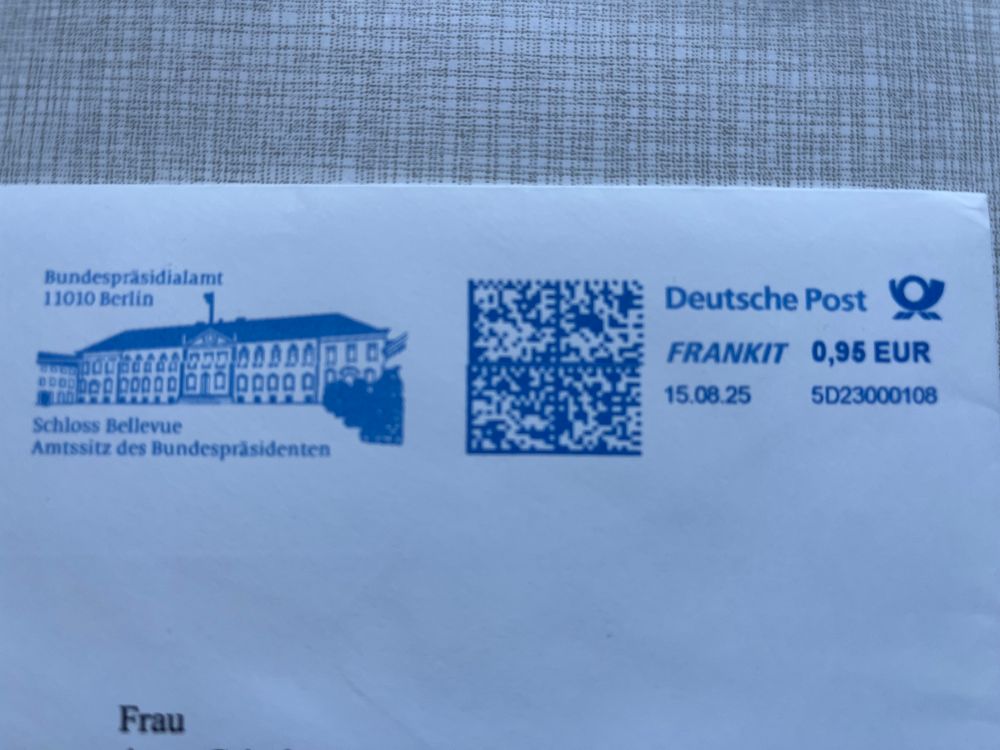 Bundespräsidialamt
11010 Berlin
Schloss Bellevue
Amtssitz des Bundespräsidenten
Deutsche Post
FRANKIT 0,95 EUR
15.08.25 5D23000108
Frau